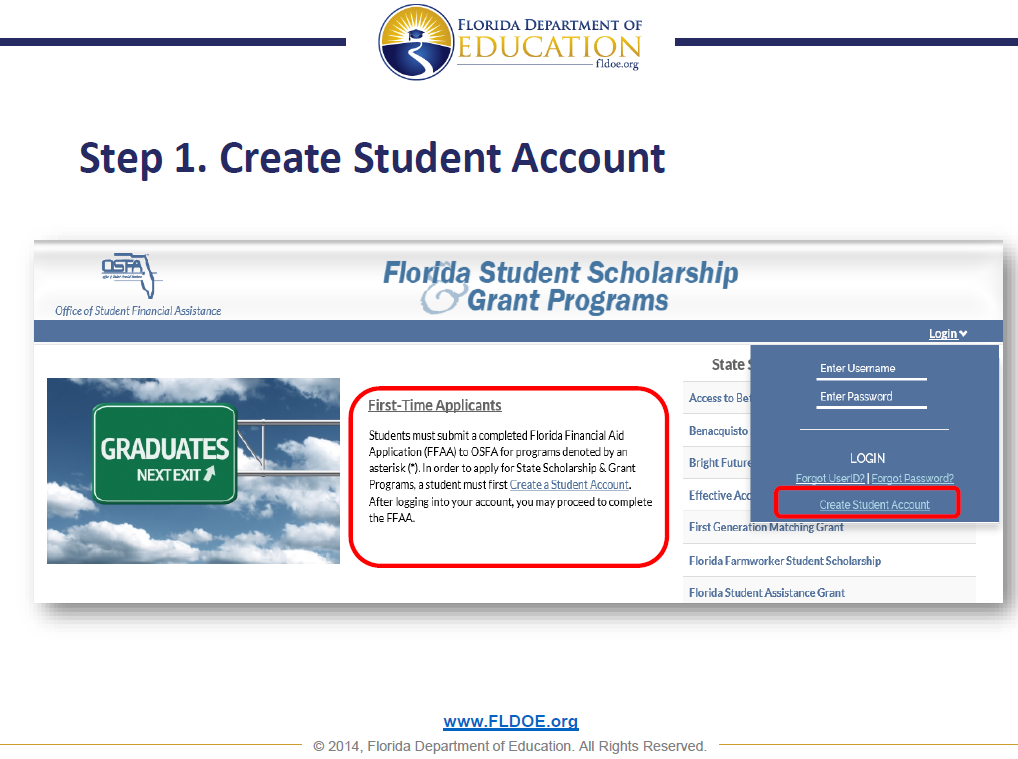 FLORIDA DEPARTMENT OF
EDUCATION
fldoe.org
Step 1. Create Student Account
OSFA
Office of Student Financial Assistance
Florida Student Scholarship
& Grant Programs
Login
GRADUATES
NEXT EXIT
First-Time Applicants
Students must submit a completed Florida Financial Aid
Application (FFAA) to OSFA for programs denoted by an
asterisk (*). In order to apply for State Scholarship & Grant
Programs, a student must first Create a Student Account.
After logging into your account, you may proceed to complete
the FFAA.
State S
Access to Bet
Benacquisto
Bright Future
Effective Acc
First Generation Matching Grant
Florida Farmworker Student Scholarship
Florida Student Assistance Grant
Enter Username
Enter Password
LOGIN
Forgot UserID? | Forgot Password?
Create Student Account
www.FLDOE.org
© 2014, Florida Department of Education. All Rights Reserved.